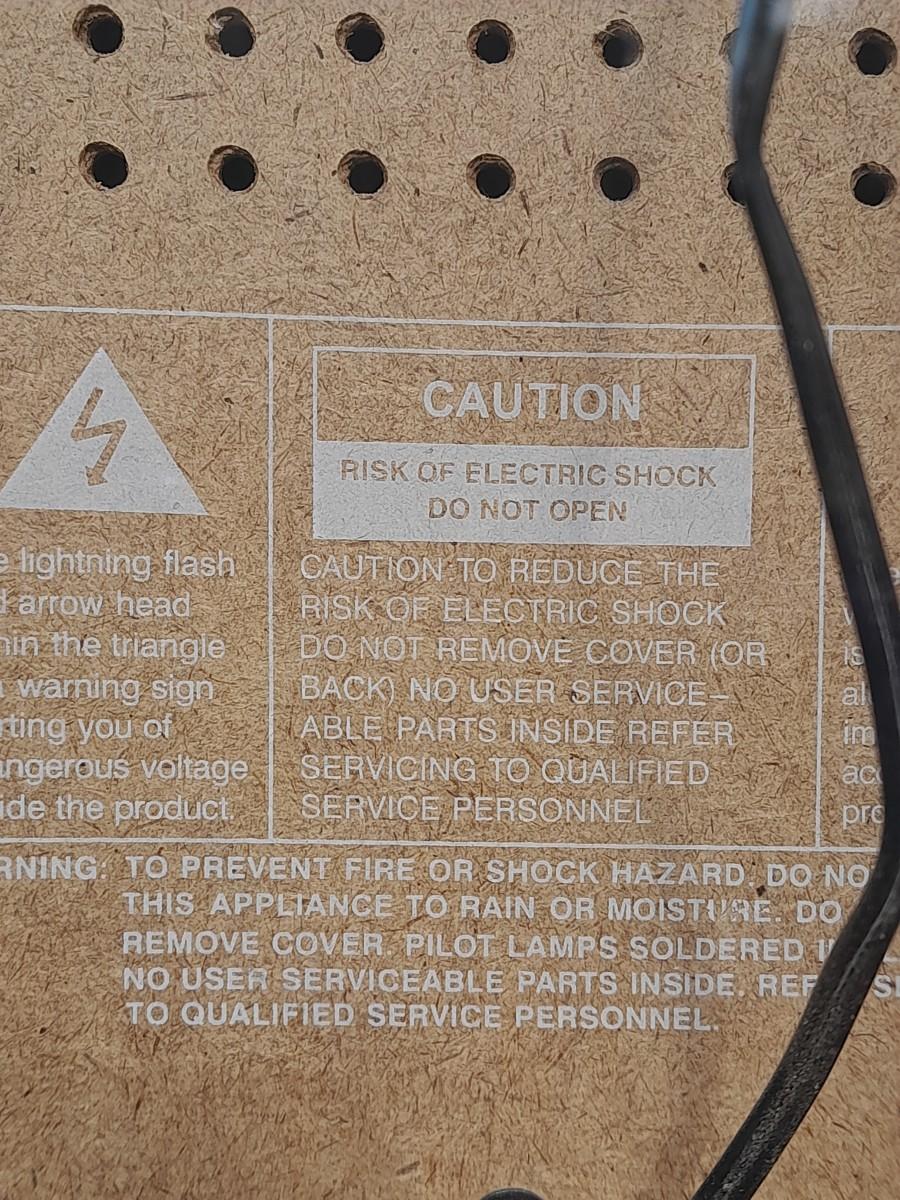 CAUTION
RISK OF ELECTRIC SHOCK
DO NOT OPEN
lightning flash
arrow head
the triangle
warning sign
you of
voltage
the product.
CAUTION: TO REDUCE THE
RISK OF ELECTRIC SHOCK
DO NOT REMOVE COVER (OR
BACK) NO USER SERVICE–
ABLE PARTS INSIDE REFER
SERVICING TO QUALIFIED
SERVICE PERSONNEL
TO PREVENT FIRE OR SHOCK HAZARD. DO NO
THIS APPLIANCE TO RAIN OR MOISTURE. DO
REMOVE COVER. PILOT LAMPS SOLDERED
NO USER SERVICEABLE PARTS INSIDE.
TO QUALIFIED SERVICE PERSONNEL.